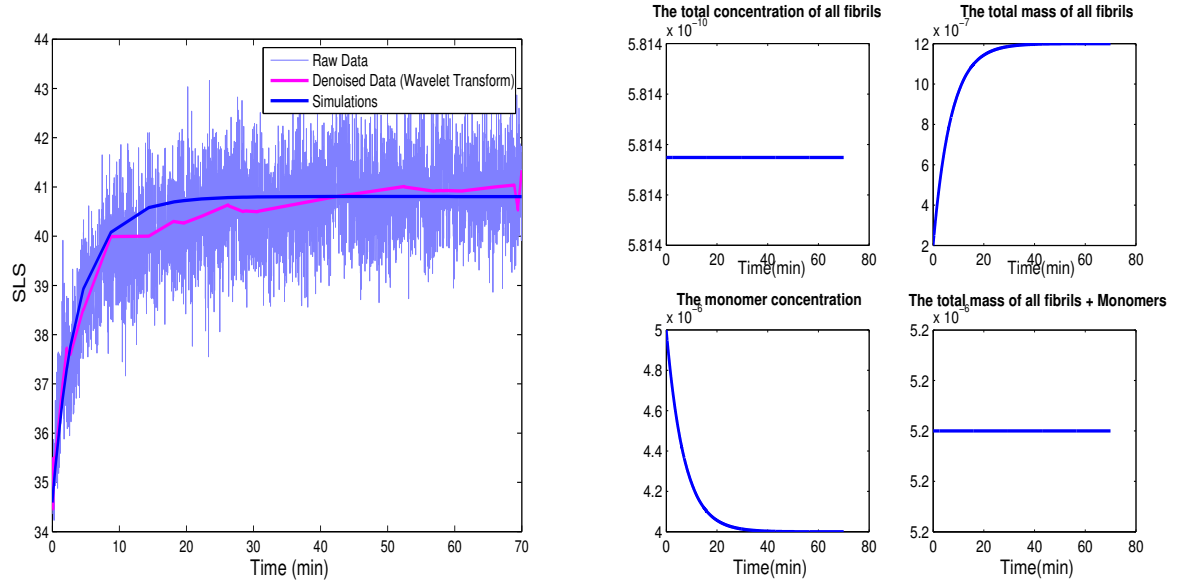 44
43
42
41
40
39
38
37
36
35
34
0 10 20 30 40 50 60 70
SLS
Time (min)
Raw Data
Denoised Data (Wavelet Transform)
Simulations
The total concentration of all fibrils
x 10^-10
5.814
5.814
5.814
5.814
5.814
0 20 40 60 80
Time(min)
The total mass of all fibrils
x 10^-7
12
10
8
6
4
2
0 20 40 60 80
Time(min)
The monomer concentration
x 10^-6
5
4.8
4.6
4.4
4.2
4
0 20 40 60 80
Time(min)
The total mass of all fibrils + Monomers
x 10^-6
5.2
5.2
5.2
5.2
5.2
0 20 40 60 80
Time(min)